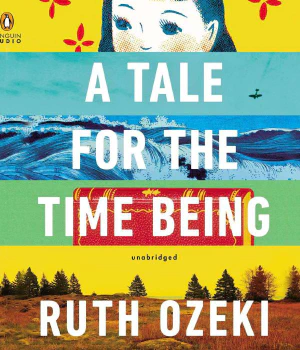 PENGUIN
AUDIO
A TALE
FOR THE
TIME BEING
unabridged
RUTH OZEKI